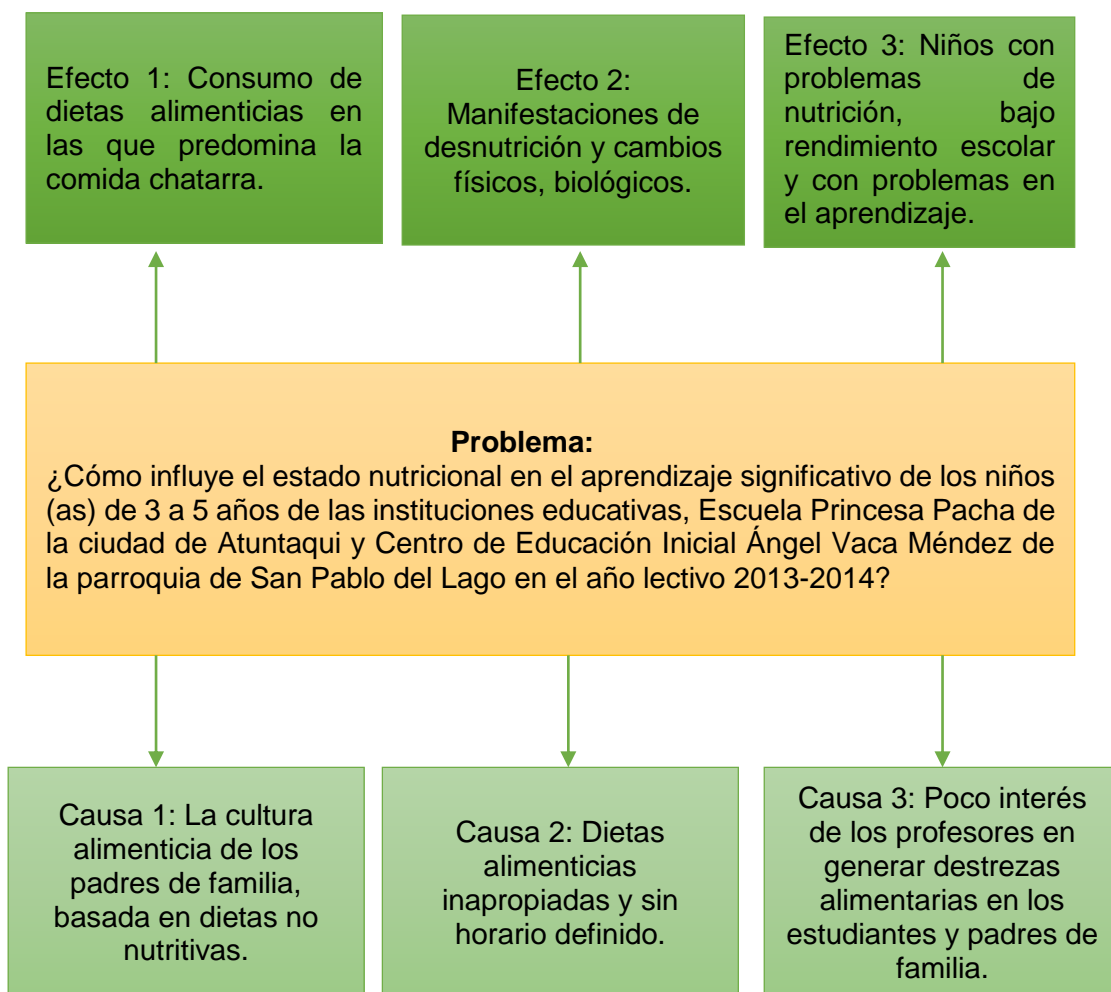 Efecto 1: Consumo de
dietas alimenticias en
las que predomina la
comida chatarra.
Efecto 2:
Manifestaciones de
desnutrición y cambios
físicos, biológicos.
Efecto 3: Niños con
problemas de
nutrición, bajo
rendimiento escolar
y con problemas en
el aprendizaje.
Problema:
¿Cómo influye el estado nutricional en el aprendizaje significativo de los niños
(as) de 3 a 5 años de las instituciones educativas, Escuela Princesa Pacha de
la ciudad de Atuntaqui y Centro de Educación Inicial Ángel Vaca Méndez de
la parroquia de San Pablo del Lago en el año lectivo 2013-2014?
Causa 1: La cultura
alimenticia de los
padres de familia,
basada en dietas no
nutritivas.
Causa 2: Dietas
alimenticias
inapropiadas y sin
horario definido.
Causa 3: Poco interés
de los profesores en
generar destrezas
alimentarias en los
estudiantes y padres de
familia.